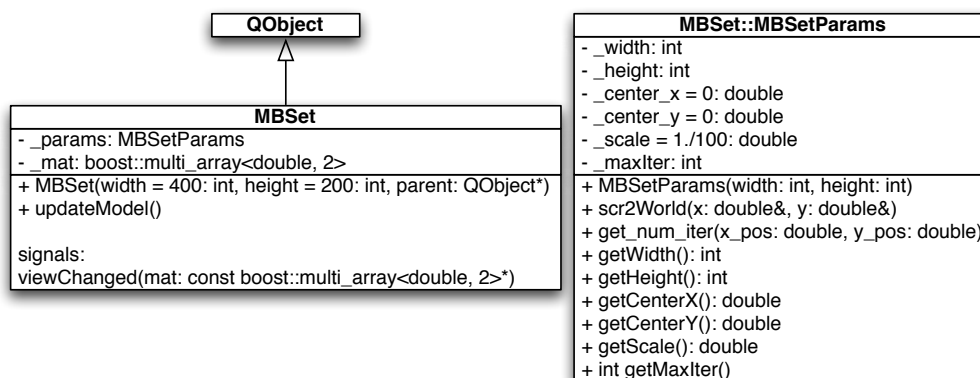 QObject
MBSet
- _params: MBSetParams
- _mat: boost::multi_array<double, 2>
+ MBSet(width = 400: int, height = 200: int, parent: QObject*)
+ updateModel()
signals:
viewChanged(mat: const boost::multi_array<double, 2>*)
MBSet::MBSetParams
- _width: int
- _height: int
- _center_x = 0: double
- _center_y = 0: double
- _scale = 1./100: double
- _maxIter: int
+ MBSetParams(width: int, height: int)
+ scr2World(x: double&, y: double&)
+ get_num_iter(x_pos: double, y_pos: double)
+ getWidth(): int
+ getHeight(): int
+ getCenterX(): double
+ getCenterY(): double
+ getScale(): double
+ int getMaxIter()